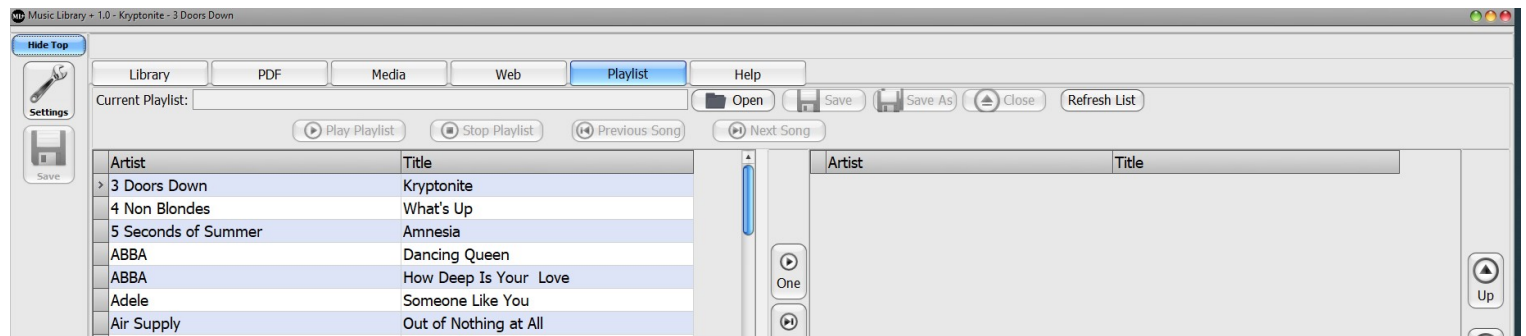 Music Library + 1.0 - Kryptonite - 3 Doors Down
Hide Top
Settings
Save
Library PDF Media Web Playlist Help
Current Playlist: Open Save Save As Close Refresh List
Play Playlist Stop Playlist Previous Song Next Song
Artist Title
3 Doors Down Kryptonite
4 Non Blondes What's Up
5 Seconds of Summer Amnesia
ABBA Dancing Queen
ABBA How Deep Is Your Love
Adele Someone Like You
Air Supply Out of Nothing at All
One
Artist Title
Up